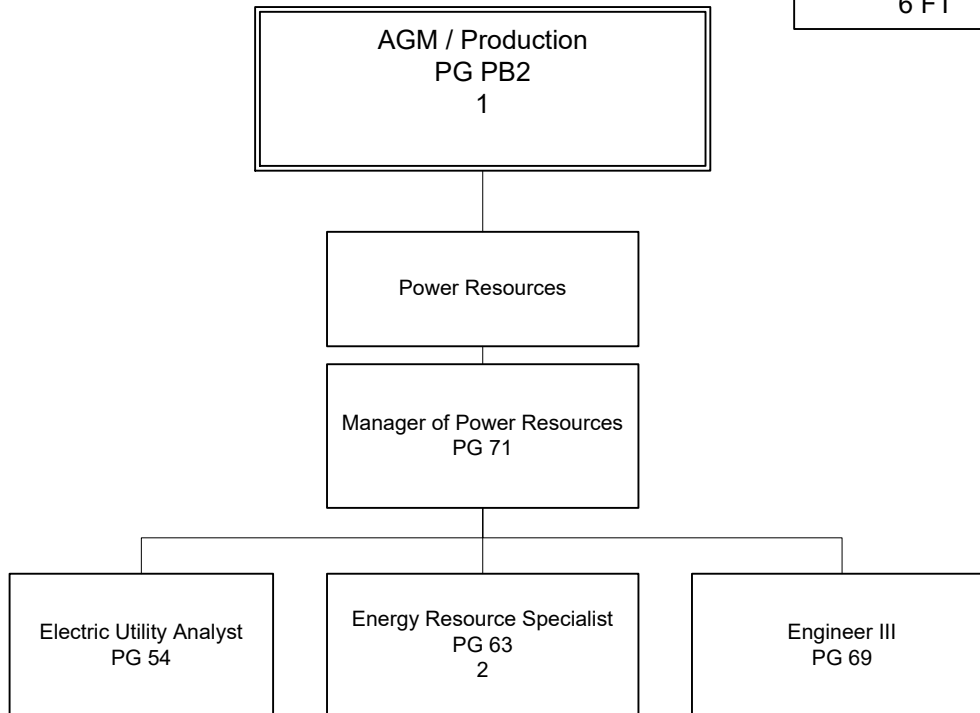 6 FT
AGM / Production
PG PB2
1
Power Resources
Manager of Power Resources
PG 71
Electric Utility Analyst
PG 54
Energy Resource Specialist
PG 63
2
Engineer III
PG 69